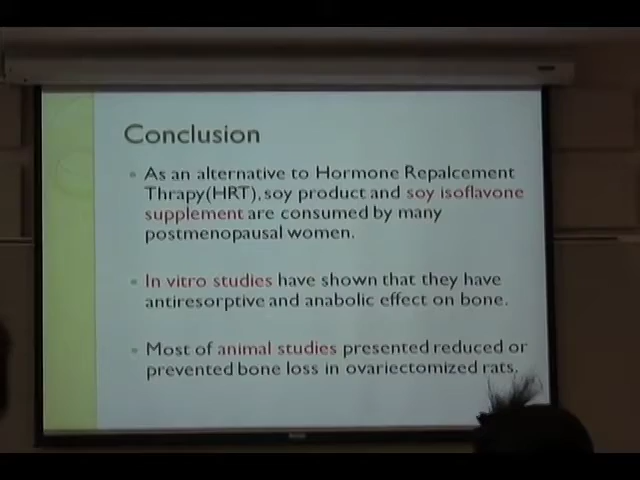 Conclusion
As an alternative to Hormone Repalcement
Thrapy(HRT), soy product and soy isoflavone
supplement are consumed by many
postmenopausal women.
In vitro studies have shown that they have
antiresorptive and anabolic effect on bone.
Most of animal studies presented reduced or
prevented bone loss in ovariectomized rats.